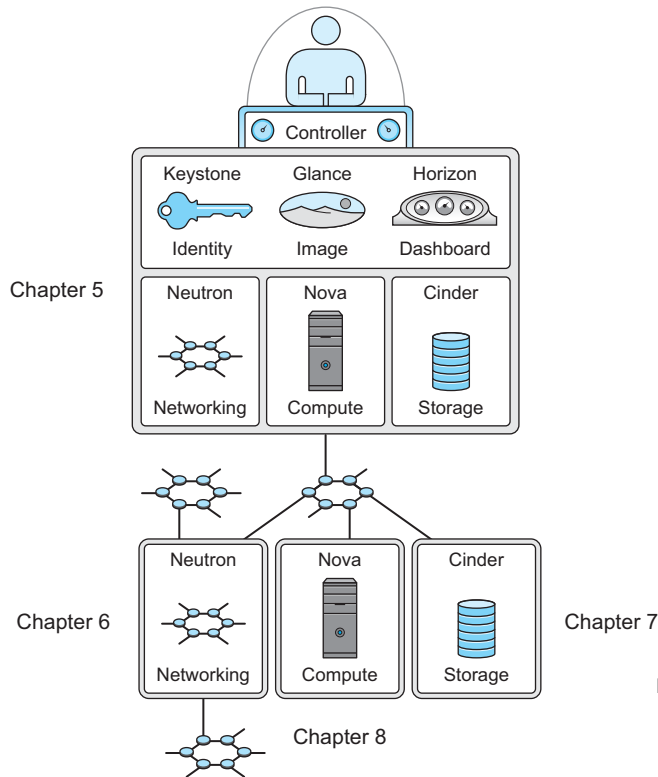 Controller
Keystone Glance Horizon
Identity Image Dashboard
Chapter 5
Neutron Nova Cinder
Networking Compute Storage
Neutron Nova Cinder
Chapter 6
Chapter 7
Networking Compute Storage
Chapter 8